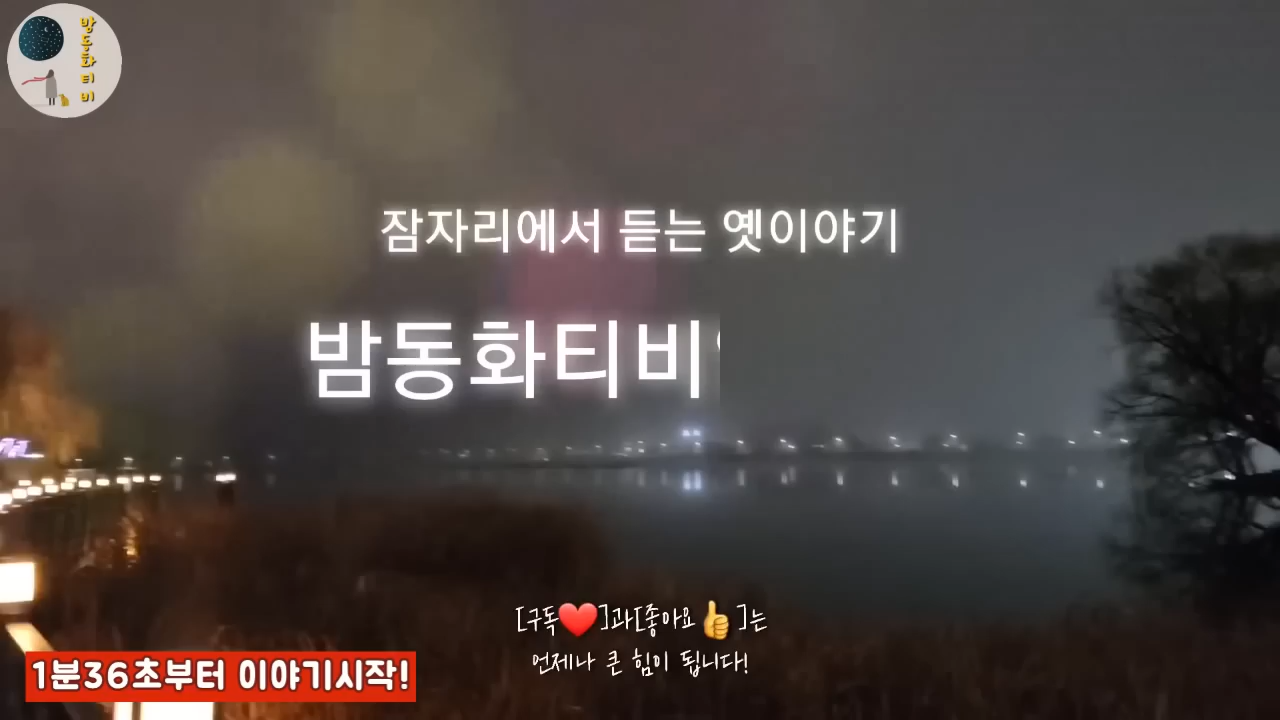 밤동화티비
잠자리에서 듣는 옛이야기
밤동화티비
[구독❤️]과[좋아요👍]는
언제나 큰 힘이 됩니다!
1분36초부터 이야기시작!